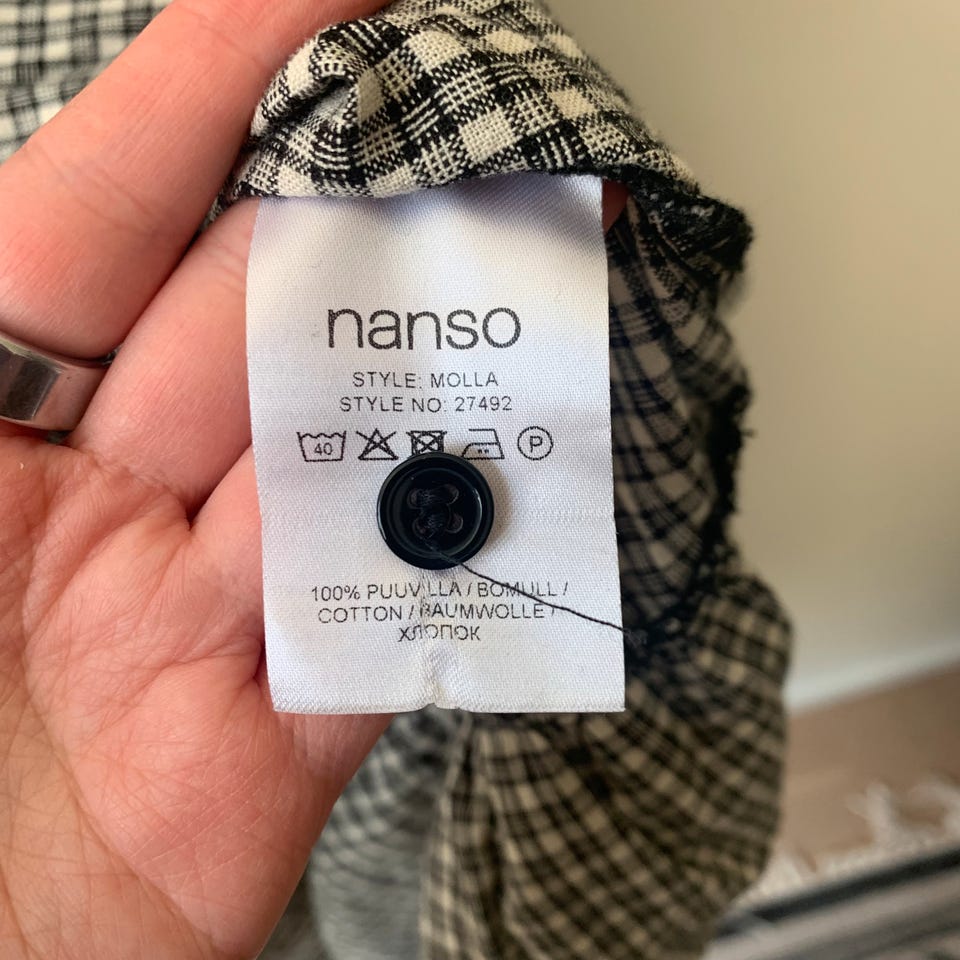 nanso
STYLE: MOLLA
STYLE NO: 27492
40 P
100% PUUVILLA / BOMULL /
COTTON / BAUMWOLLE /
ХЛОПОК